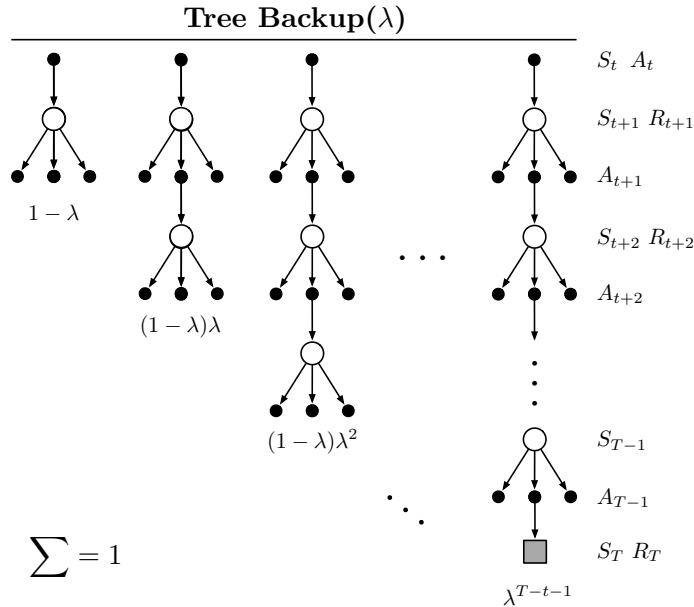 Tree Backup(λ)
S_t A_t
S_{t+1} R_{t+1}
A_{t+1}
1 − λ
S_{t+2} R_{t+2}
A_{t+2}
(1 − λ)λ
(1 − λ)λ^2
S_{T−1}
A_{T−1}
∑ = 1
S_T R_T
λ^{T−t−1}